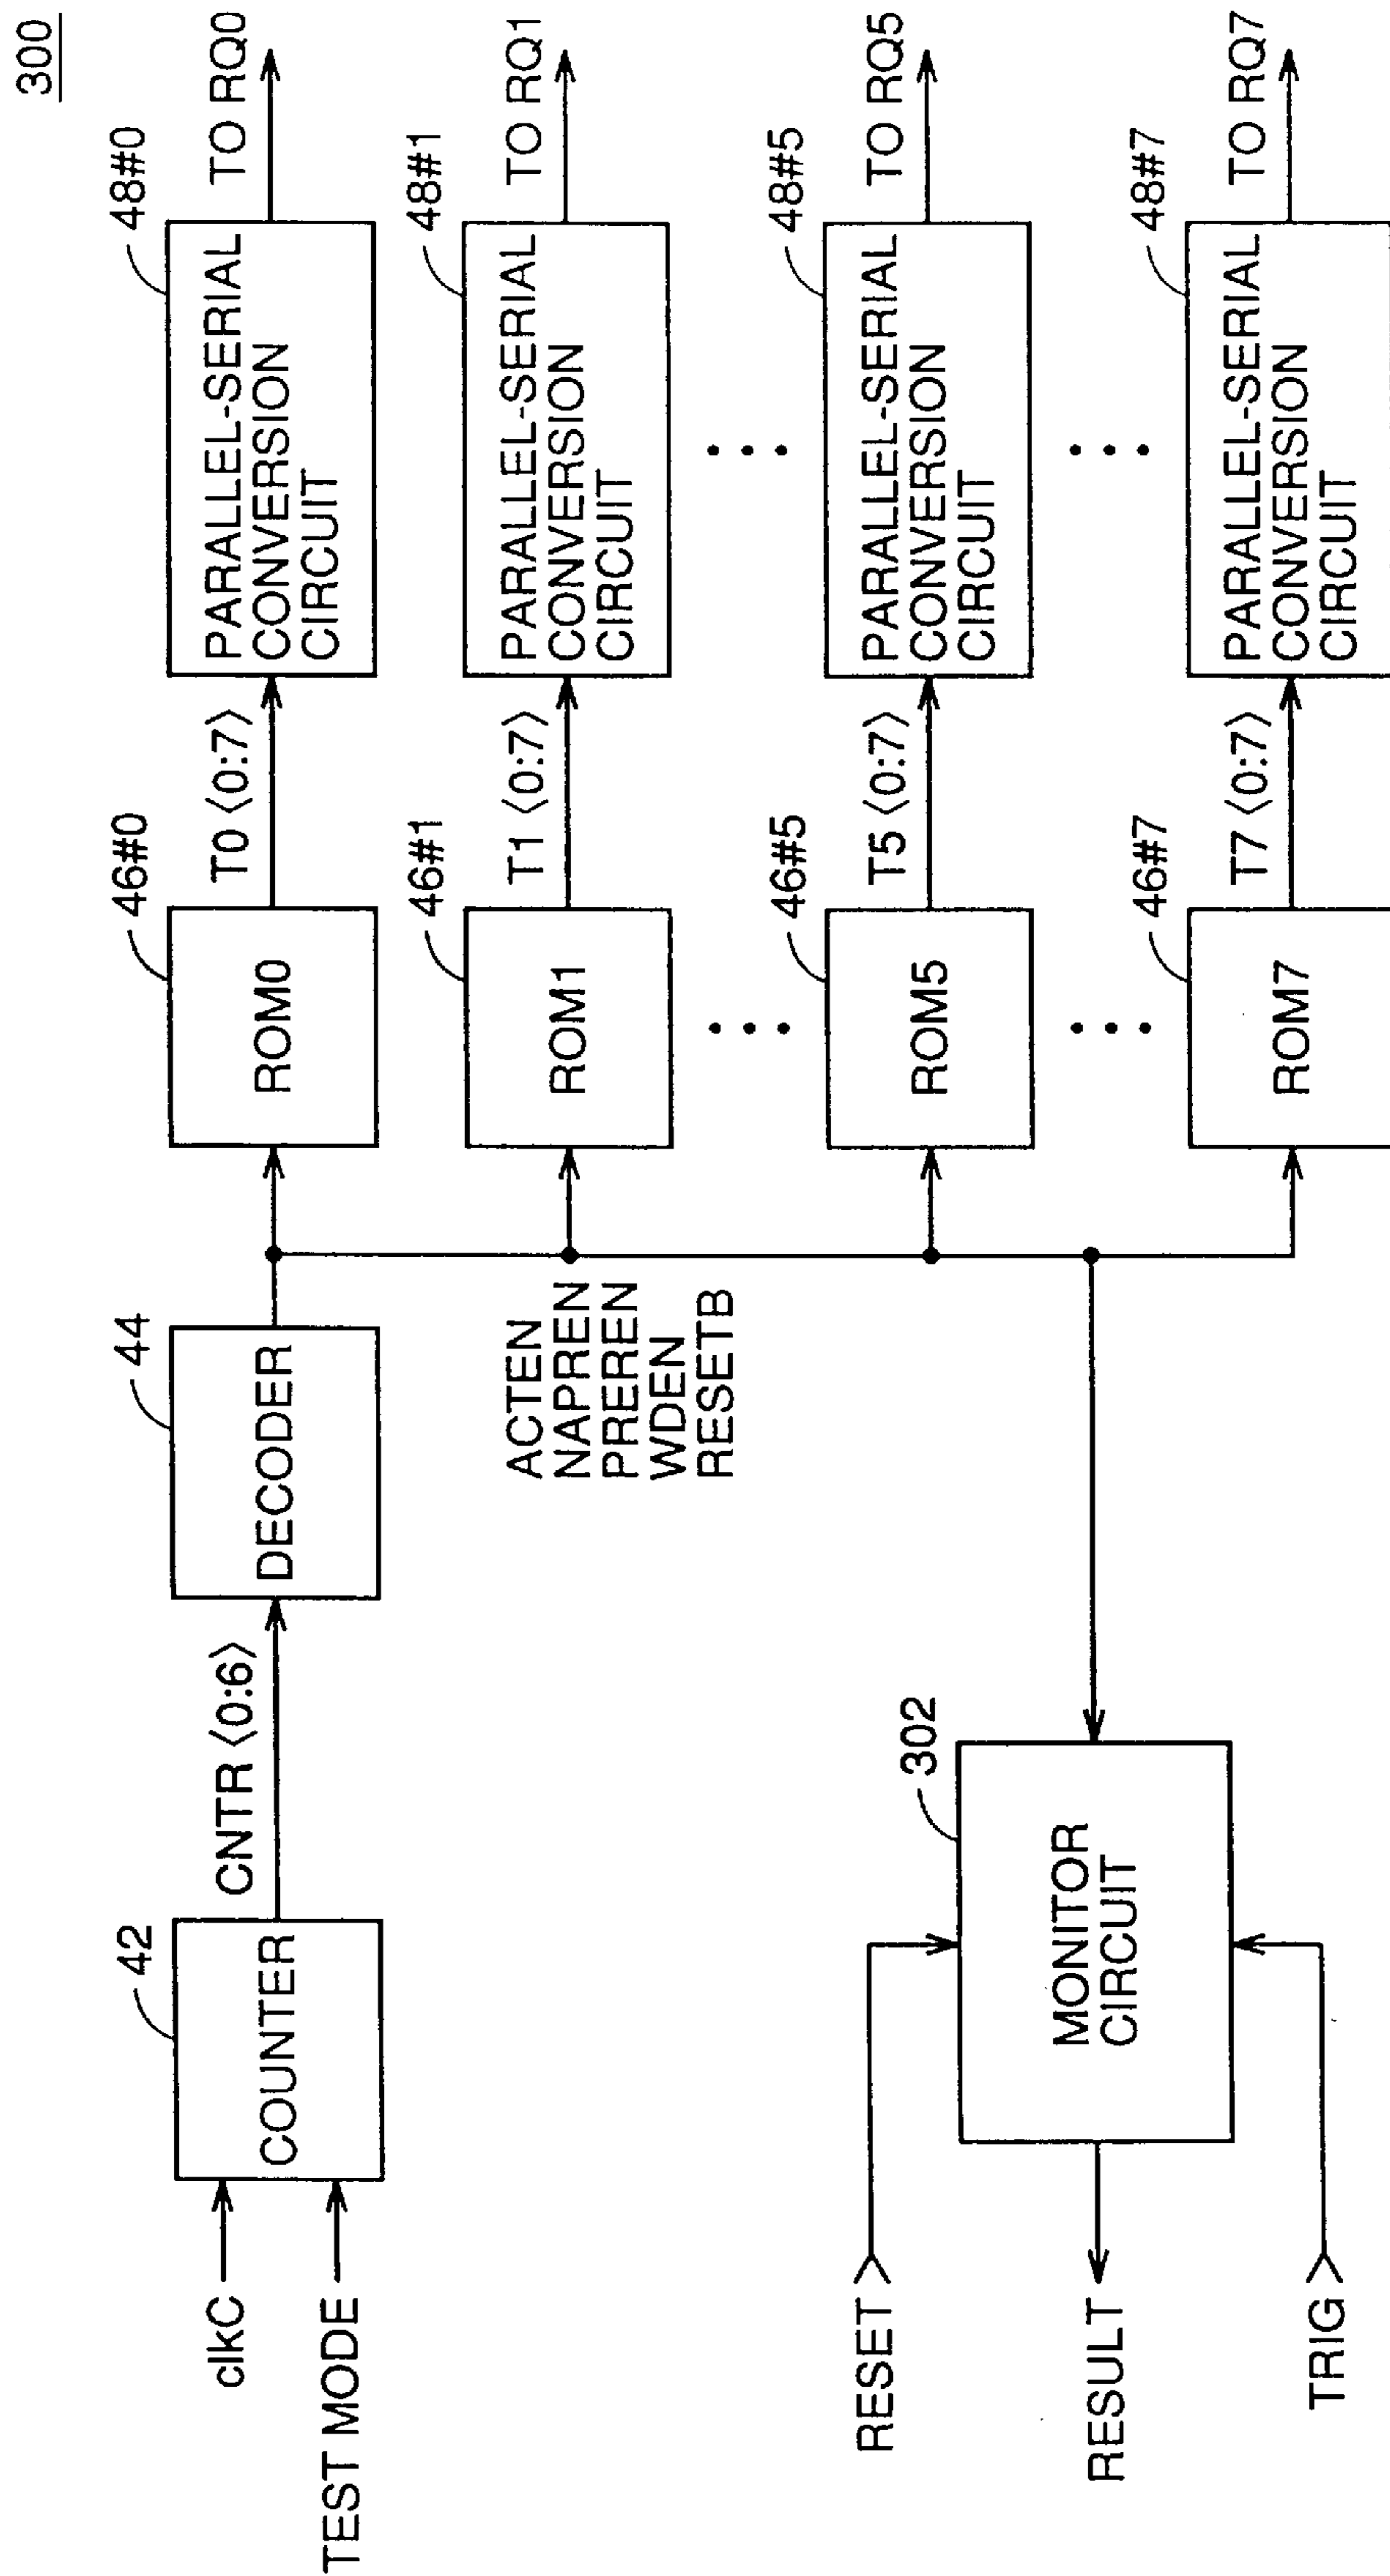 300
clkC
TEST MODE
42
COUNTER
CNTR ⟨0:6⟩
44
DECODER
ACTEN
NAPREN
PREREN
WDEN
RESETB
46#0
ROM0
T0 ⟨0:7⟩
48#0
PARALLEL-SERIAL
CONVERSION
CIRCUIT
TO RQ0
46#1
ROM1
T1 ⟨0:7⟩
48#1
PARALLEL-SERIAL
CONVERSION
CIRCUIT
TO RQ1
46#5
ROM5
T5 ⟨0:7⟩
48#5
PARALLEL-SERIAL
CONVERSION
CIRCUIT
TO RQ5
46#7
ROM7
T7 ⟨0:7⟩
48#7
PARALLEL-SERIAL
CONVERSION
CIRCUIT
TO RQ7
RESET
RESULT
TRIG
302
MONITOR
CIRCUIT